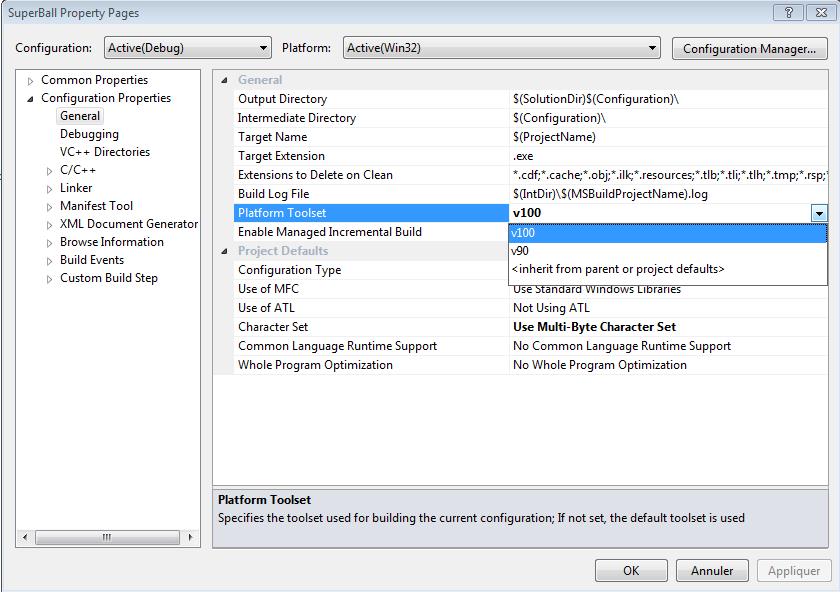 SuperBall Property Pages
Configuration: Active(Debug) Platform: Active(Win32) Configuration Manager...
Common Properties
Configuration Properties
General
Debugging
VC++ Directories
C/C++
Linker
Manifest Tool
XML Document Generator
Browse Information
Build Events
Custom Build Step
General
Output Directory $(SolutionDir)$(Configuration)\
Intermediate Directory $(Configuration)\
Target Name $(ProjectName)
Target Extension .exe
Extensions to Delete on Clean *.cdf;*.cache;*.obj;*.ilk;*.resources;*.tlb;*.tli;*.tlh;*.tmp;*.rsp;*
Build Log File $(IntDir)\$(MSBuildProjectName).log
Platform Toolset v100
Enable Managed Incremental Build
v100
v90
<inherit from parent or project defaults>
Project Defaults
Configuration Type
Use of MFC Use Standard Windows Libraries
Use of ATL Not Using ATL
Character Set Use Multi-Byte Character Set
Common Language Runtime Support No Common Language Runtime Support
Whole Program Optimization No Whole Program Optimization
Platform Toolset
Specifies the toolset used for building the current configuration; If not set, the default toolset is used
OK Annuler Appliquer